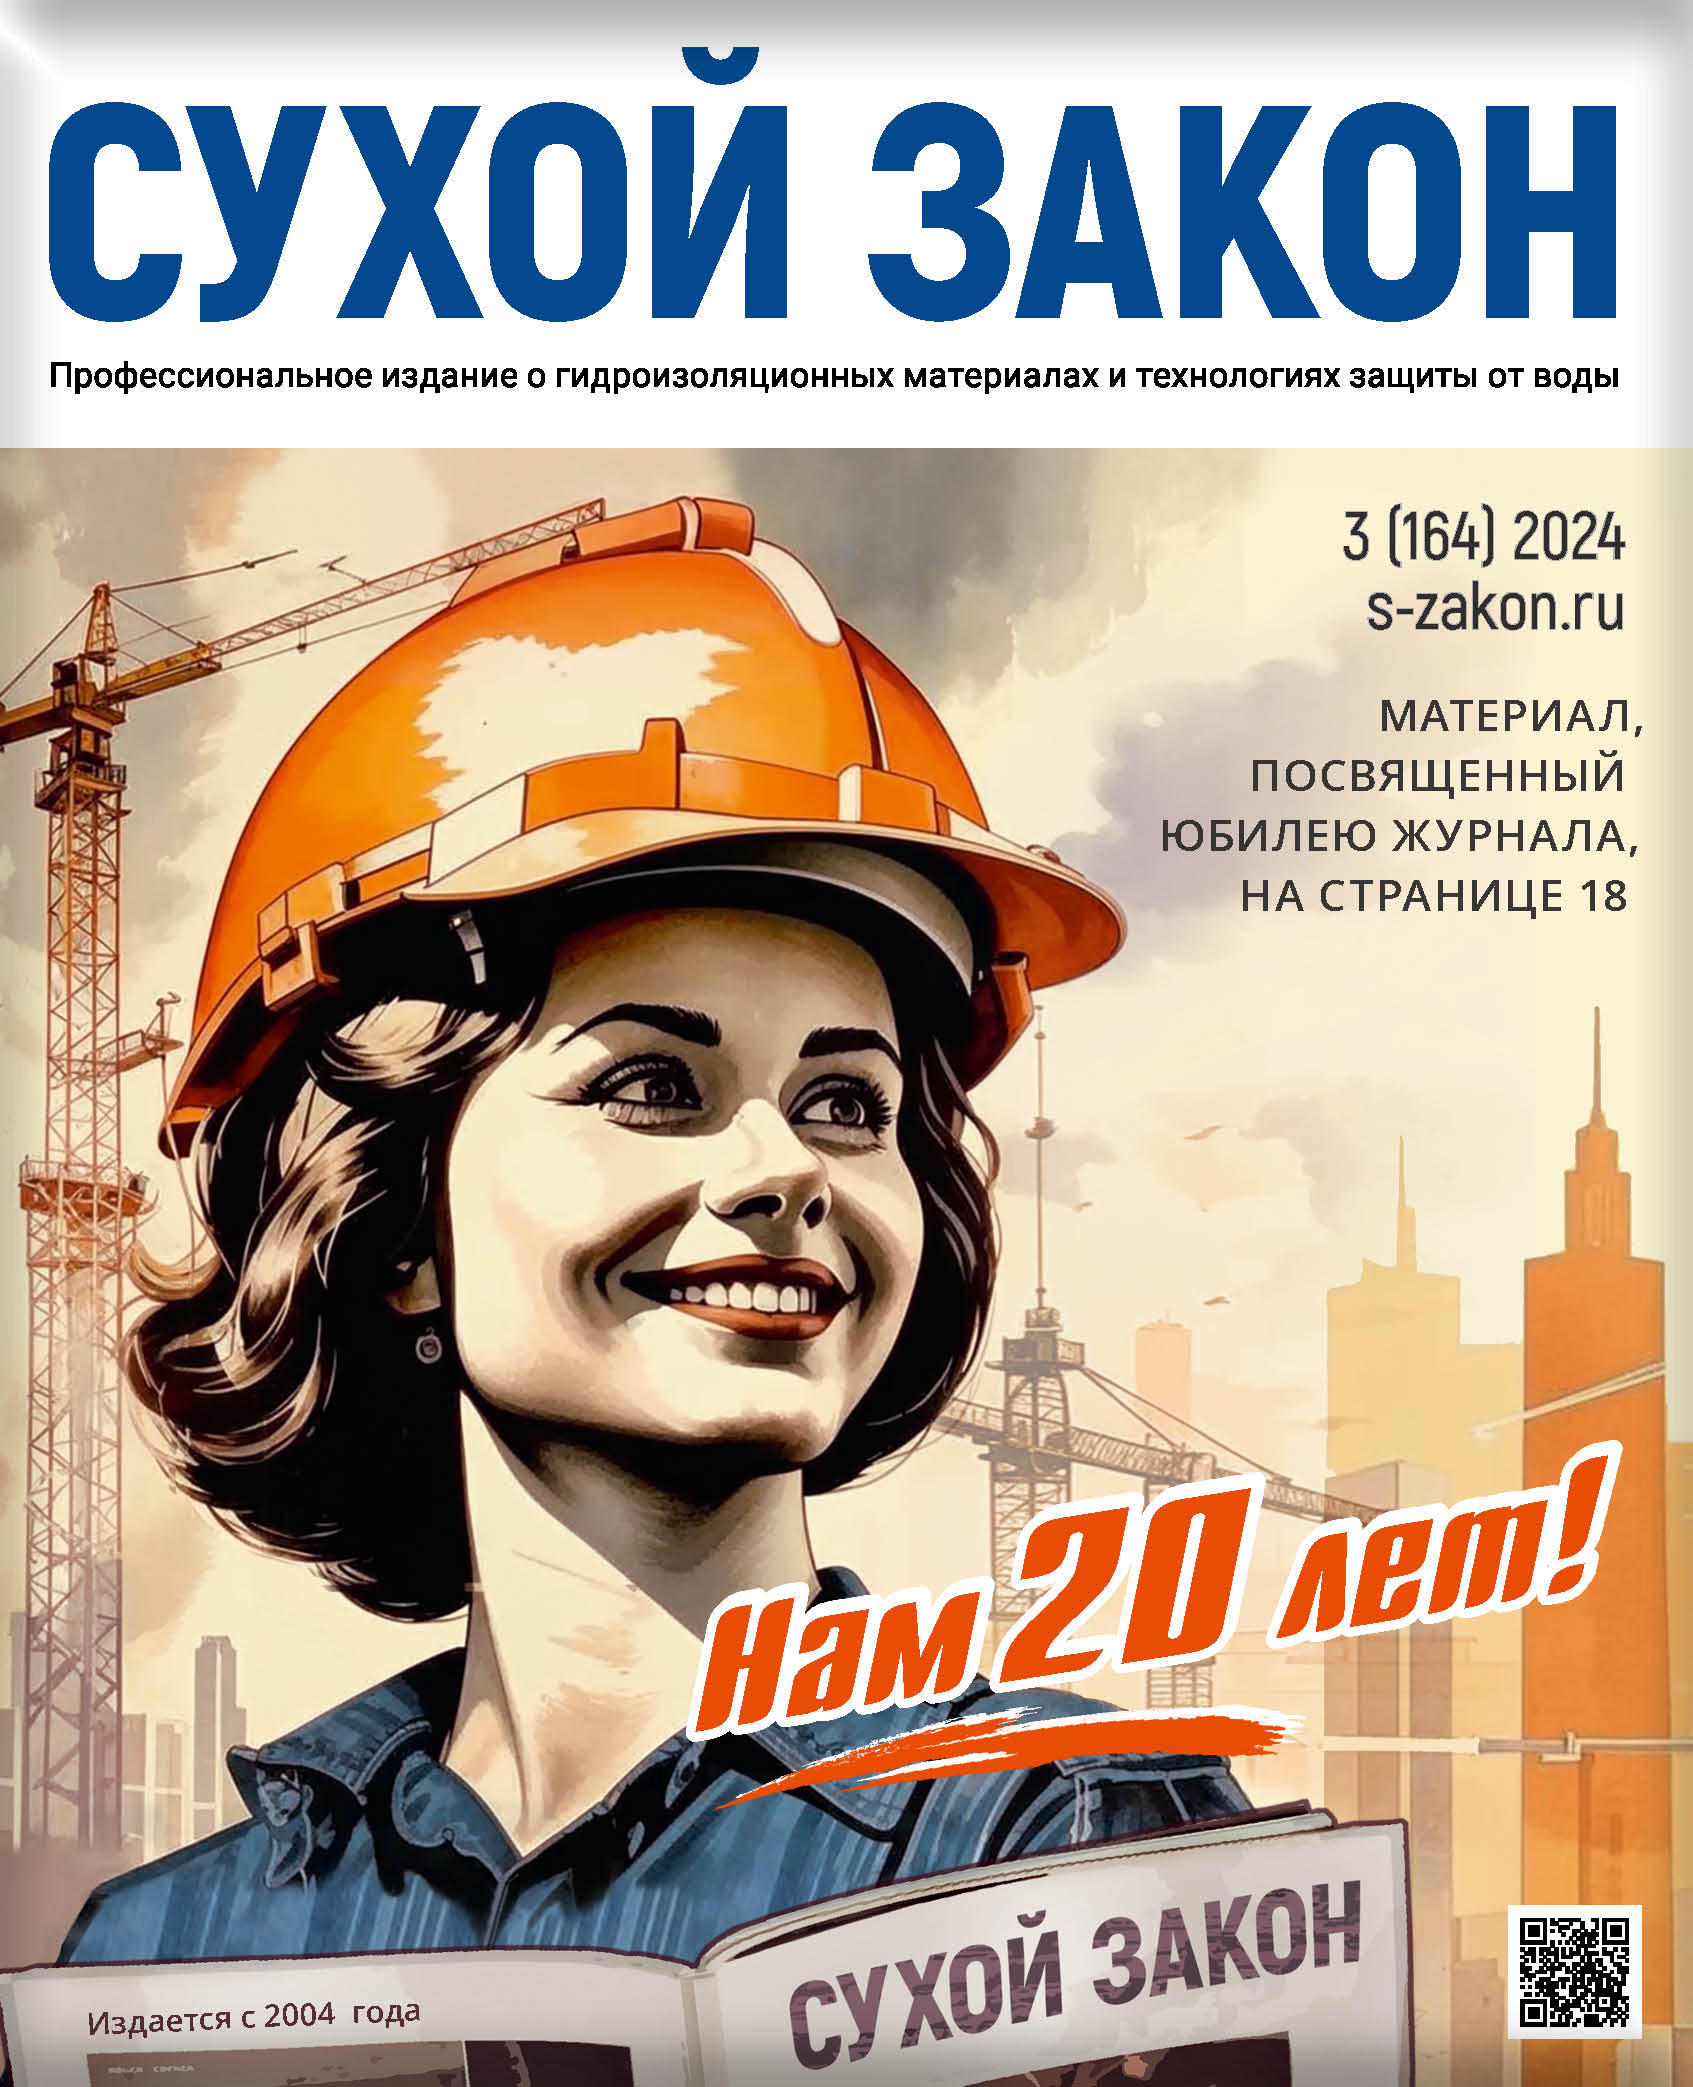 СУХОЙ ЗАКОН
Профессиональное издание о гидроизоляционных материалах и технологиях защиты от воды
3 (164) 2024
s-zakon.ru
МАТЕРИАЛ,
ПОСВЯЩЕННЫЙ
ЮБИЛЕЮ ЖУРНАЛА,
НА СТРАНИЦЕ 18
Нам 20 лет!
СУХОЙ ЗАКОН
Издается с 2004 года